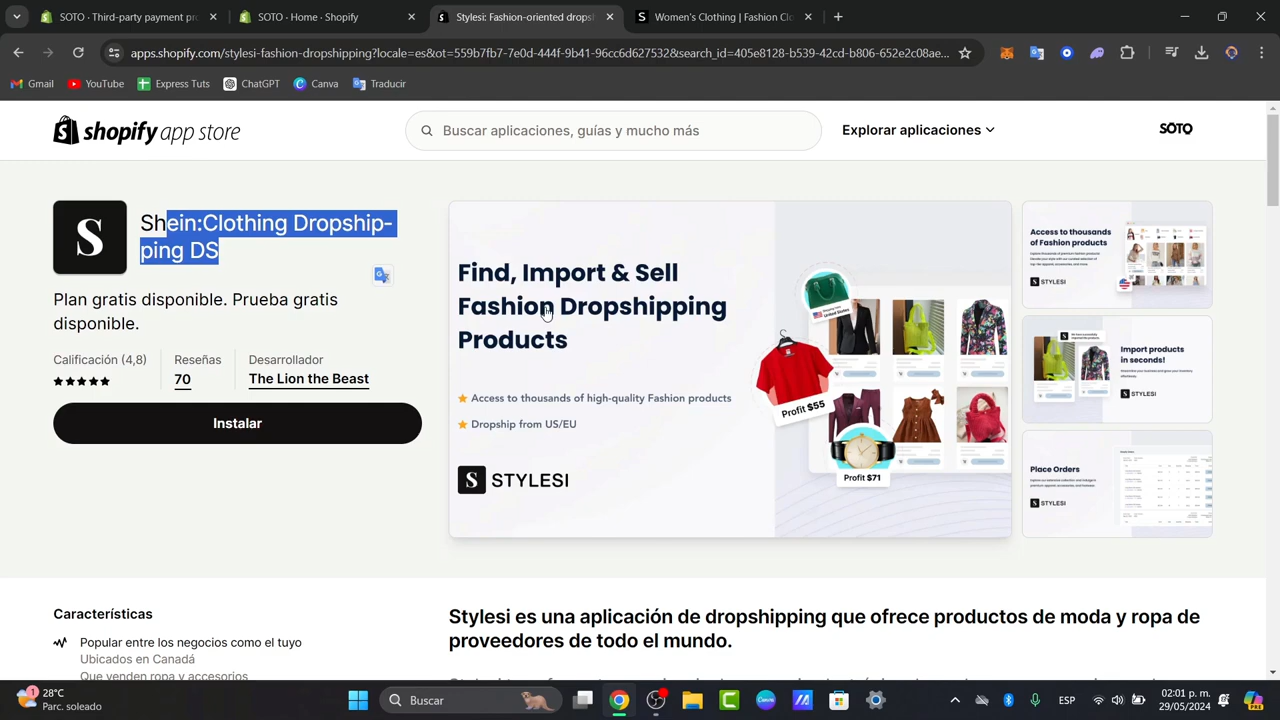 SOTO · Third-party payment pr
SOTO · Home · Shopify
Stylesi: Fashion-oriented drops
Women's Clothing | Fashion Clo
apps.shopify.com/stylesi-fashion-dropshipping?locale=es&ot=559b7fb7-7e0d-444f-9b41-96cc6d627532&search_id=405e8128-b539-42cd-b806-652e2c08ae...
Gmail
YouTube
Express Tuts
ChatGPT
Canva
Traducir
shopify app store
Buscar aplicaciones, guías y mucho más
Explorar aplicaciones
SOTO
S
Shein:Clothing Dropship-
ping DS
Plan gratis disponible. Prueba gratis
disponible.
Calificación (4,8)
Reseñas
70
Desarrollador
The Lion the Beast
Instalar
Find, Import & Sell
Fashion Dropshipping
Products
Access to thousands of high-quality Fashion products
Dropship from US/EU
S STYLESI
Profit $55
Profit $71
Access to thousands
of Fashion products
STYLESI
Import products
in seconds!
STYLESI
Place Orders
STYLESI
Características
Popular entre los negocios como el tuyo
Ubicados en Canadá
Que venden ropa y accesorios
Stylesi es una aplicación de dropshipping que ofrece productos de moda y ropa de
proveedores de todo el mundo.
28°C
Parc. soleado
Buscar
ESP
02:01 p. m.
29/05/2024